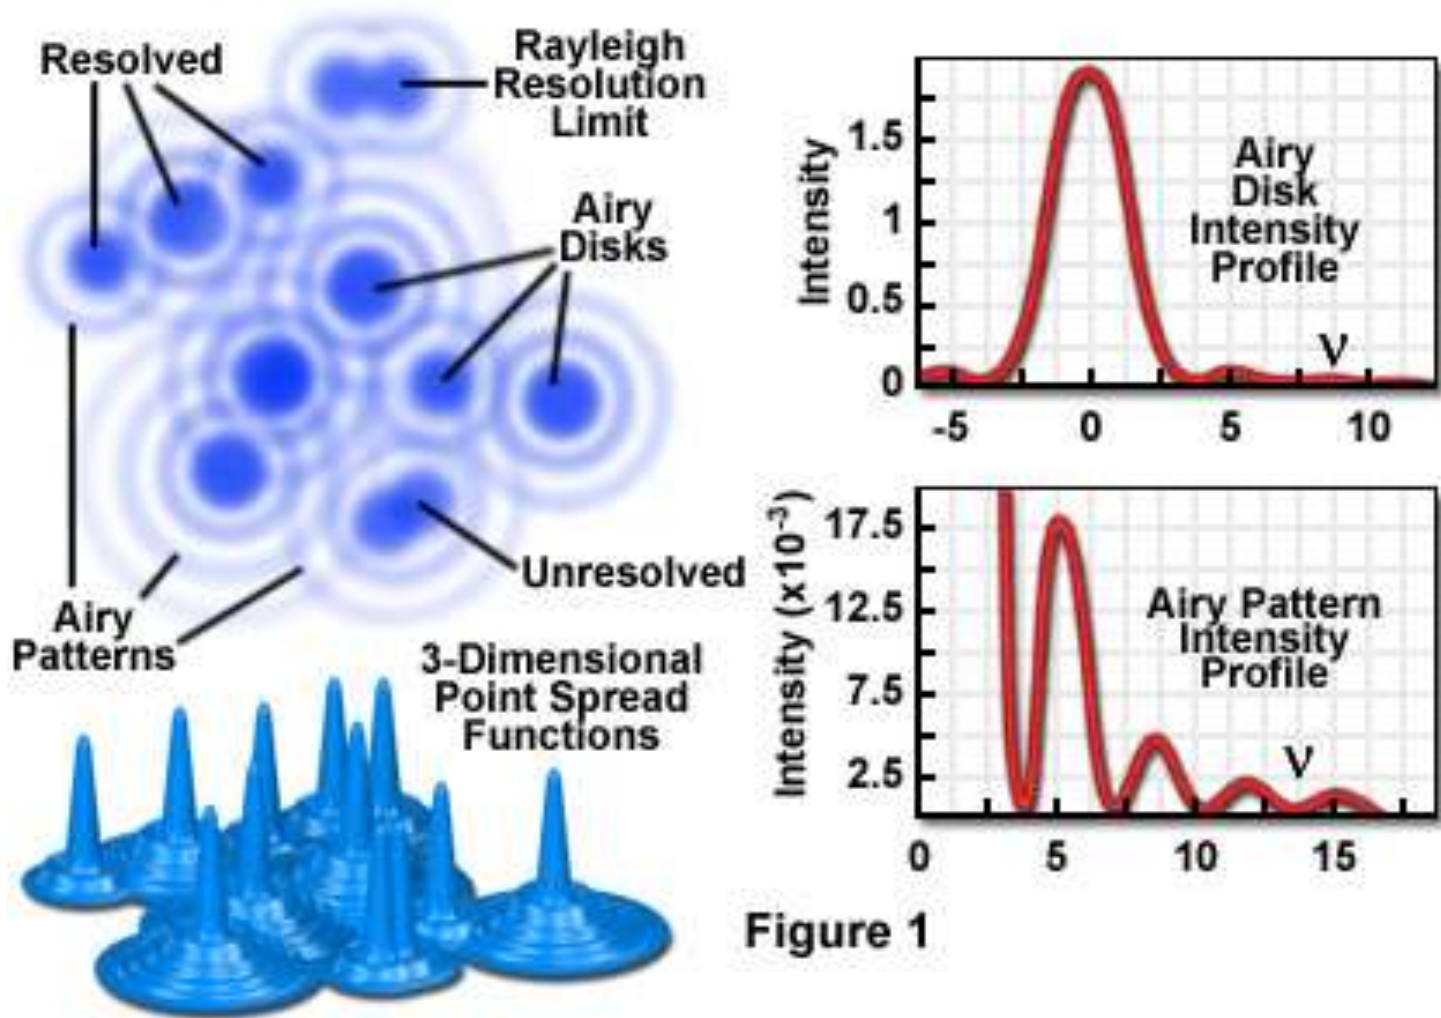 Resolved
Rayleigh
Resolution
Limit
Airy
Disks
Unresolved
Airy
Patterns
3-Dimensional
Point Spread
Functions
Intensity
1.5
1
0.5
0
Airy
Disk
Intensity
Profile
ν
-5 0 5 10
Intensity (x10⁻³)
17.5
12.5
7.5
2.5
Airy Pattern
Intensity
Profile
ν
0 5 10 15
Figure 1